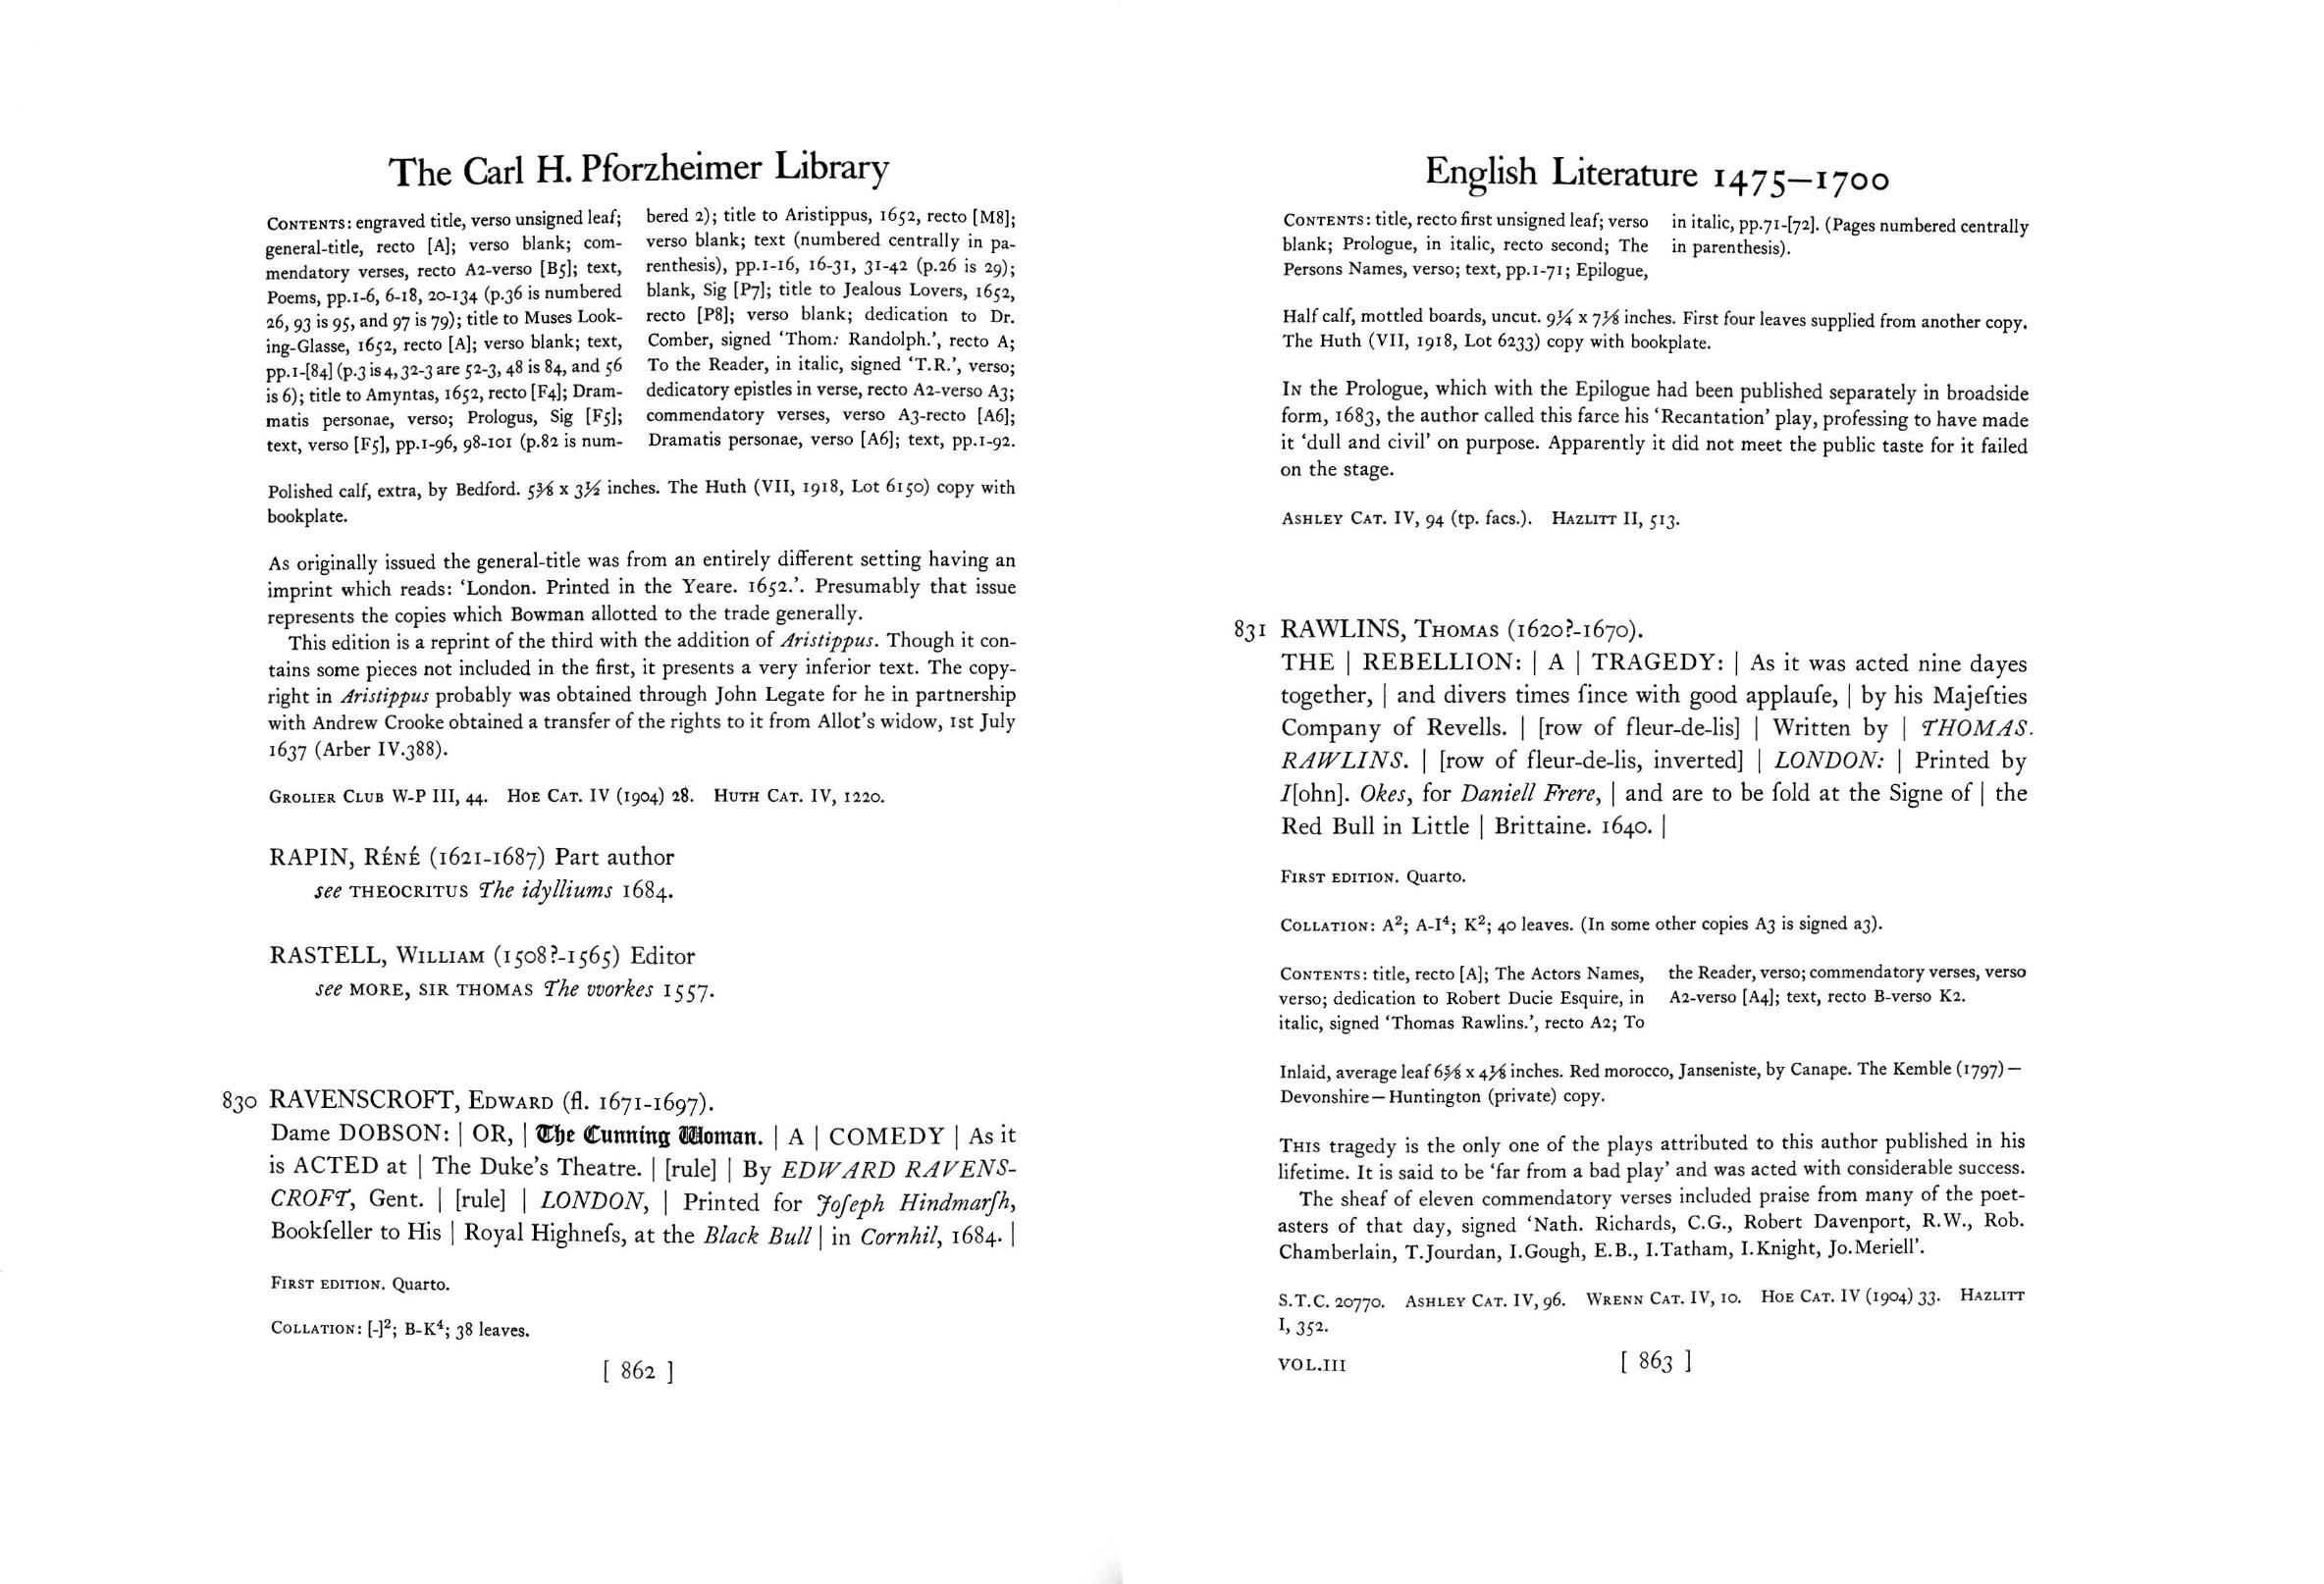 The Carl H. Pforzheimer Library
CONTENTS: engraved title, verso unsigned leaf;
general-title, recto [A]; verso blank; com-
mendatory verses, recto A2-verso [B5]; text,
Poems, pp.1-6, 6-18, 20-134 (p.36 is numbered
26, 93 is 95, and 97 is 79); title to Muses Look-
ing-Glasse, 1652, recto [A]; verso blank; text,
pp.1-[84] (p.3 is 4, 32-3 are 52-3, 48 is 84, and 56
is 6); title to Amyntas, 1652, recto [F4]; Dram-
matis personae, verso; Prologus, Sig [F5];
text, verso [F5], pp.1-96, 98-101 (p.82 is num-
bered 2); title to Aristippus, 1652, recto [M8];
verso blank; text (numbered centrally in pa-
renthesis), pp.1-16, 16-31, 31-42 (p.26 is 29);
blank, Sig [P7]; title to Jealous Lovers, 1652,
recto [P8]; verso blank; dedication to Dr.
Comber, signed ‘Thom: Randolph.’, recto A;
To the Reader, in italic, signed ‘T.R.’, verso;
dedicatory epistles in verse, recto A2-verso A3;
commendatory verses, verso A3-recto [A6];
Dramatis personae, verso [A6]; text, pp.1-92.
Polished calf, extra, by Bedford. 5⅜ x 3½ inches. The Huth (VII, 1918, Lot 6150) copy with
bookplate.
As originally issued the general-title was from an entirely different setting having an
imprint which reads: ‘London. Printed in the Yeare. 1652.’. Presumably that issue
represents the copies which Bowman allotted to the trade generally.
This edition is a reprint of the third with the addition of Aristippus. Though it con-
tains some pieces not included in the first, it presents a very inferior text. The copy-
right in Aristippus probably was obtained through John Legate for he in partnership
with Andrew Crooke obtained a transfer of the rights to it from Allot’s widow, 1st July
1637 (Arber IV.388).
GROLIER CLUB W-P III, 44. HOE CAT. IV (1904) 28. HUTH CAT. IV, 1220.
RAPIN, RÉNÉ (1621-1687) Part author
see THEOCRITUS The idylliums 1684.
RASTELL, WILLIAM (1508?-1565) Editor
see MORE, SIR THOMAS The vvorkes 1557.
830 RAVENSCROFT, EDWARD (fl. 1671-1697).
Dame DOBSON: | OR, | The Cunning Woman. | A | COMEDY | As it
is ACTED at | The Duke’s Theatre. | [rule] | By EDWARD RAVENS-
CROFT, Gent. | [rule] | LONDON, | Printed for Joſeph Hindmarſh,
Bookſeller to His | Royal Highneſs, at the Black Bull | in Cornhil, 1684. |
FIRST EDITION. Quarto.
COLLATION: [-]²; B-K⁴; 38 leaves.
[ 862 ]
English Literature 1475—1700
CONTENTS: title, recto first unsigned leaf; verso
blank; Prologue, in italic, recto second; The
Persons Names, verso; text, pp.1-71; Epilogue,
in italic, pp.71-[72]. (Pages numbered centrally
in parenthesis).
Half calf, mottled boards, uncut. 9¼ x 7⅛ inches. First four leaves supplied from another copy.
The Huth (VII, 1918, Lot 6233) copy with bookplate.
IN the Prologue, which with the Epilogue had been published separately in broadside
form, 1683, the author called this farce his ‘Recantation’ play, professing to have made
it ‘dull and civil’ on purpose. Apparently it did not meet the public taste for it failed
on the stage.
ASHLEY CAT. IV, 94 (tp. facs.). HAZLITT II, 513.
831 RAWLINS, THOMAS (1620?-1670).
THE | REBELLION: | A | TRAGEDY: | As it was acted nine dayes
together, | and divers times ſince with good applauſe, | by his Majeſties
Company of Revells. | [row of fleur-de-lis] | Written by | THOMAS.
RAWLINS. | [row of fleur-de-lis, inverted] | LONDON: | Printed by
I[ohn]. Okes, for Daniell Frere, | and are to be ſold at the Signe of | the
Red Bull in Little | Brittaine. 1640. |
FIRST EDITION. Quarto.
COLLATION: A²; A-I⁴; K²; 40 leaves. (In some other copies A3 is signed a3).
CONTENTS: title, recto [A]; The Actors Names,
verso; dedication to Robert Ducie Esquire, in
italic, signed ‘Thomas Rawlins.’, recto A2; To
the Reader, verso; commendatory verses, verso
A2-verso [A4]; text, recto B-verso K2.
Inlaid, average leaf 6⅝ x 4⅛ inches. Red morocco, Janseniste, by Canape. The Kemble (1797) —
Devonshire — Huntington (private) copy.
THIS tragedy is the only one of the plays attributed to this author published in his
lifetime. It is said to be ‘far from a bad play’ and was acted with considerable success.
The sheaf of eleven commendatory verses included praise from many of the poet-
asters of that day, signed ‘Nath. Richards, C.G., Robert Davenport, R.W., Rob.
Chamberlain, T.Jourdan, I.Gough, E.B., I.Tatham, I.Knight, Jo.Meriell’.
S.T.C. 20770. ASHLEY CAT. IV, 96. WRENN CAT. IV, 10. HOE CAT. IV (1904) 33. HAZLITT
I, 352.
VOL.III
[ 863 ]